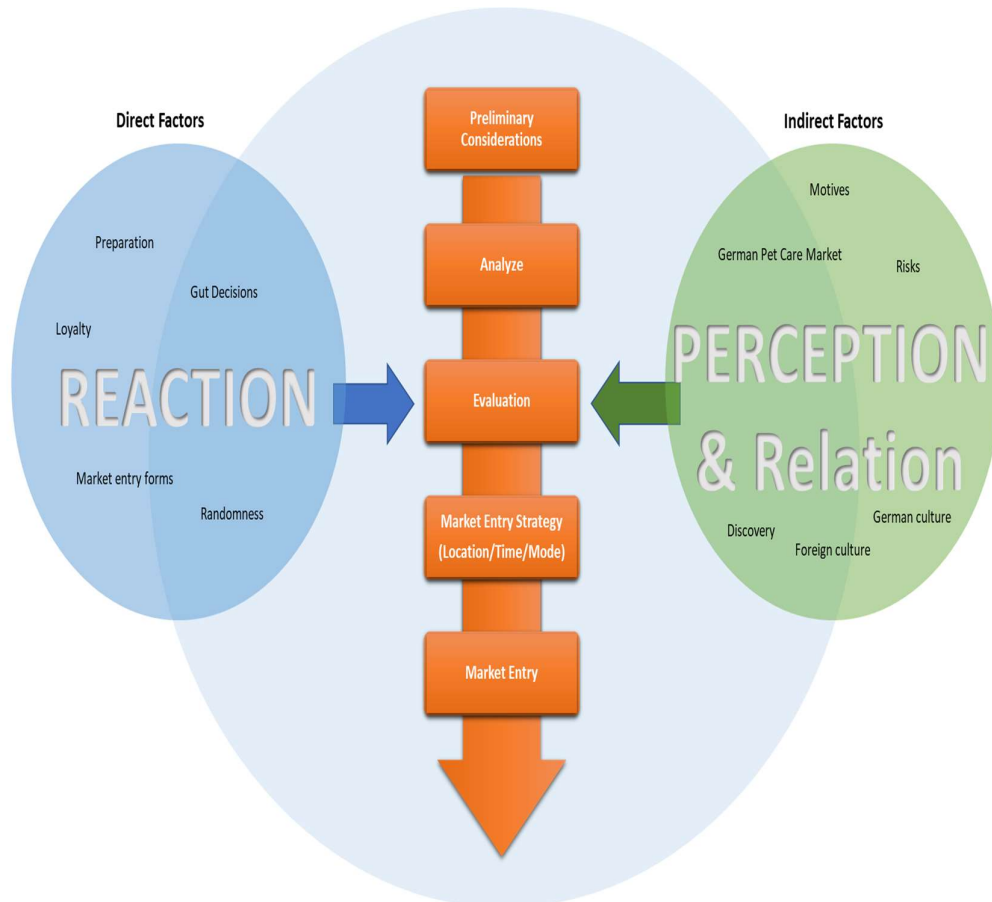 Direct Factors
Preparation
Gut Decisions
Loyalty
REACTION
Market entry forms
Randomness
Preliminary
Considerations
Analyze
Evaluation
Market Entry Strategy
(Location/Time/Mode)
Market Entry
Indirect Factors
Motives
German Pet Care Market
Risks
PERCEPTION
& Relation
German culture
Discovery
Foreign culture